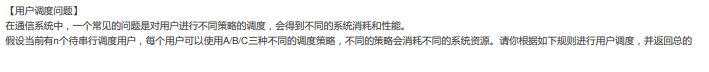 【用户调度问题】
在通信系统中，一个常见的问题是对用户进行不同策略的调度，会得到不同的系统消耗和性能。
假设当前有n个待串行调度用户，每个用户可以使用A/B/C三种不同的调度策略，不同的策略会消耗不同的系统资源。请你根据如下规则进行用户调度，并返回总的